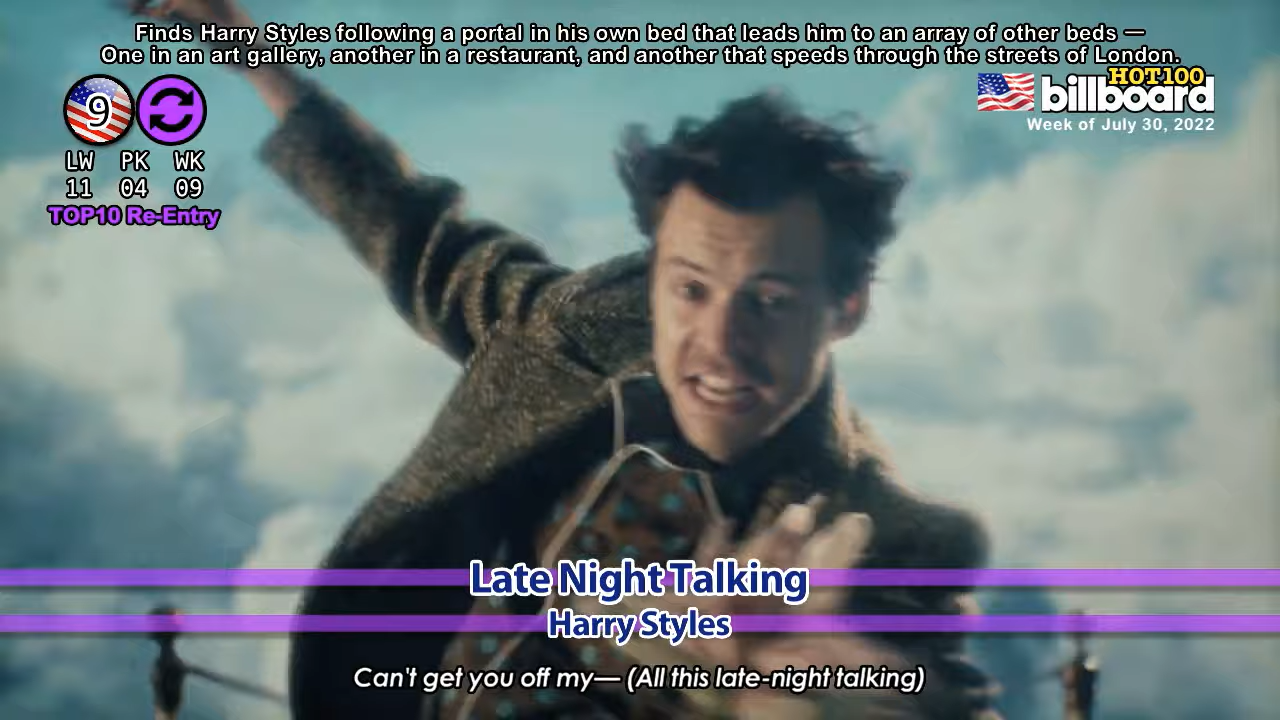 Finds Harry Styles following a portal in his own bed that leads him to an array of other beds —
One in an art gallery, another in a restaurant, and another that speeds through the streets of London.
9
LW PK WK
11 04 09
TOP10 Re-Entry
HOT100
billboard
Week of July 30, 2022
Late Night Talking
Harry Styles
Can't get you off my— (All this late-night talking)